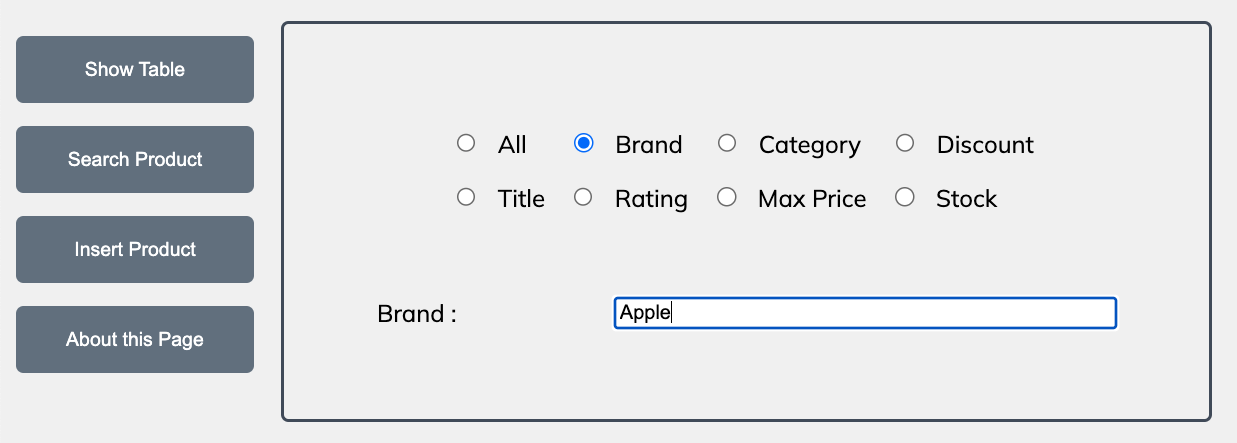 Show Table
Search Product
Insert Product
About this Page
All Brand Category Discount
Title Rating Max Price Stock
Brand : Apple